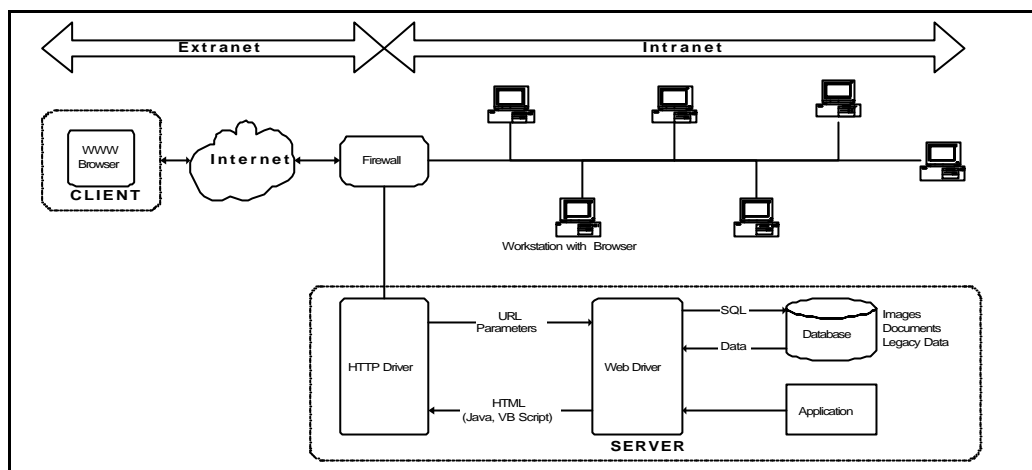 Extranet
Intranet
WWW
Browser
CLIENT
Internet
Firewall
Workstation with Browser
URL
Parameters
SQL
Images
Documents
Legacy Data
Database
HTTP Driver
Web Driver
Data
HTML
(Java, VB Script)
Application
SERVER